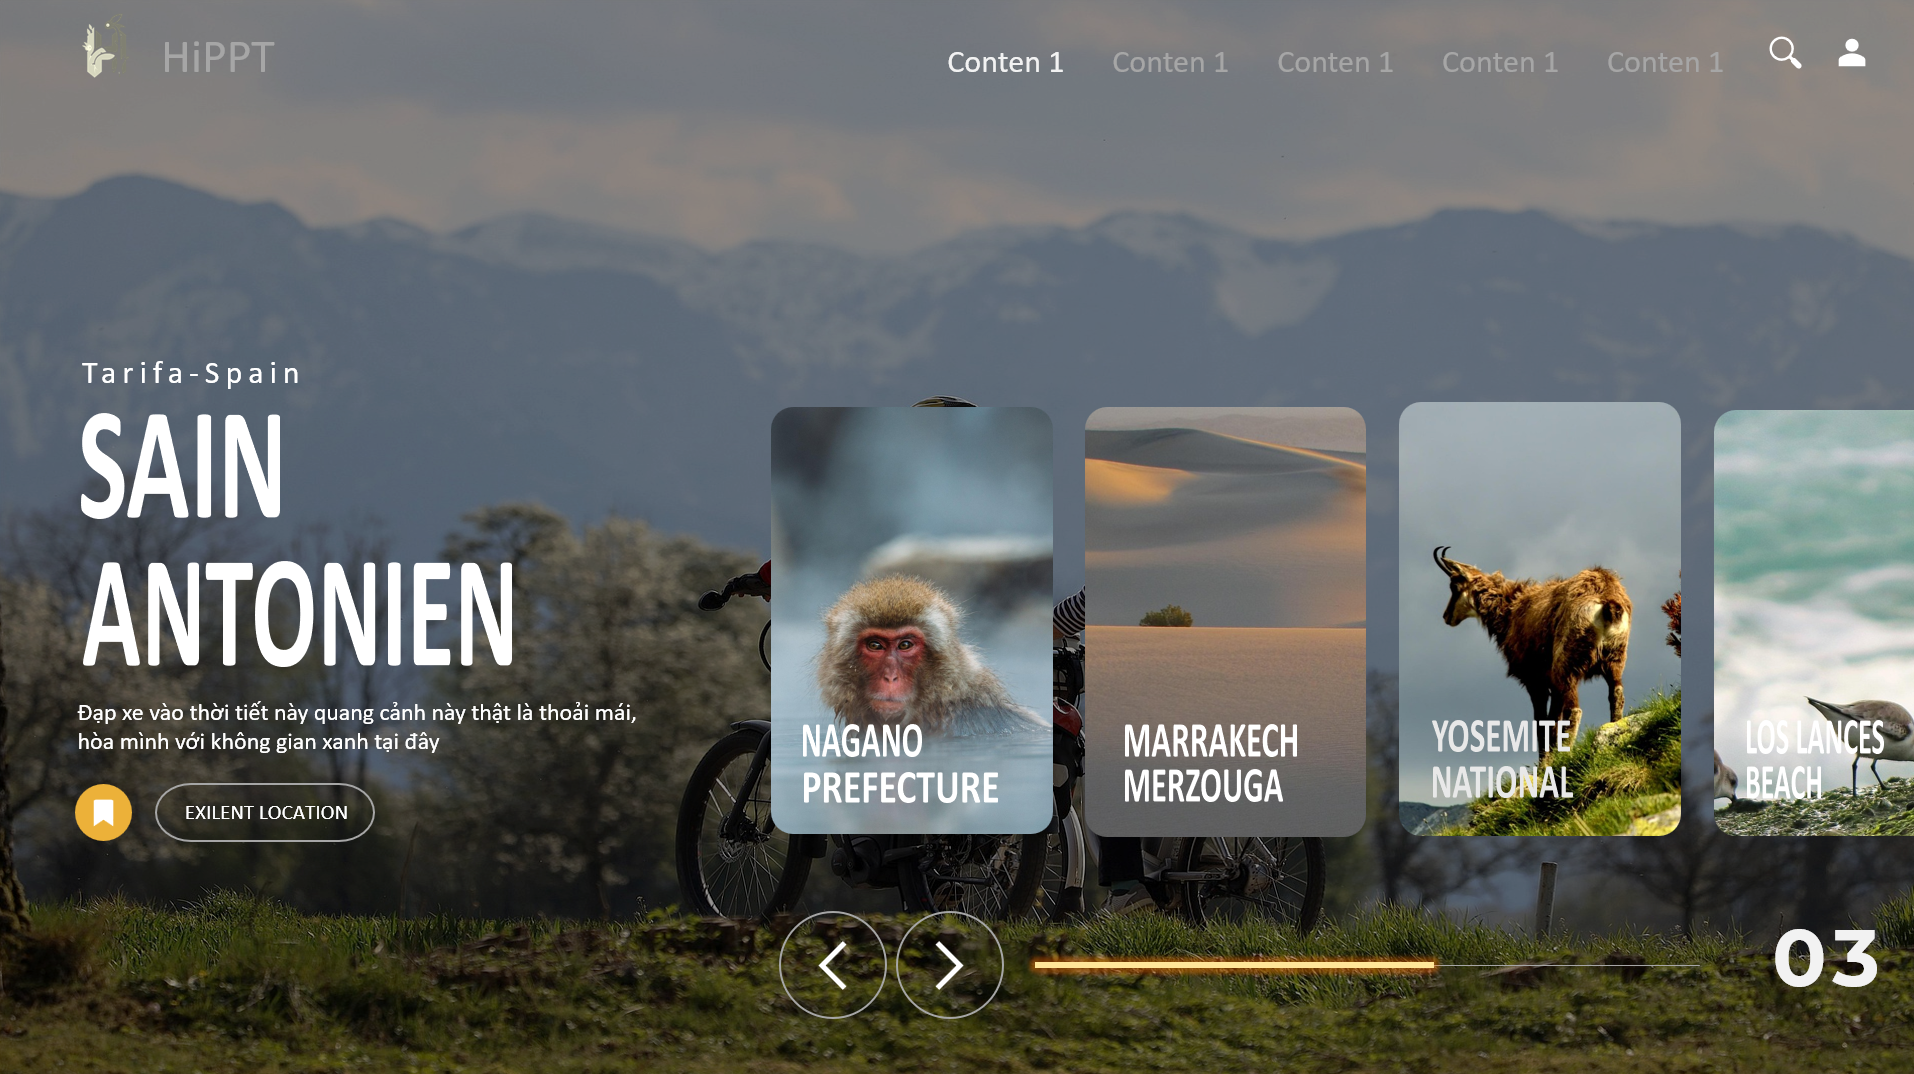 HiPPT
Conten 1
Conten 1
Conten 1
Conten 1
Conten 1
Tarifa-Spain
SAIN
ANTONIEN
Đạp xe vào thời tiết này quang cảnh này thật là thoải mái,
hòa mình với không gian xanh tại đây
EXILENT LOCATION
NAGANO
PREFECTURE
MARRAKECH
MERZOUGA
YOSEMITE
NATIONAL
LOS LANCES
BEACH
03